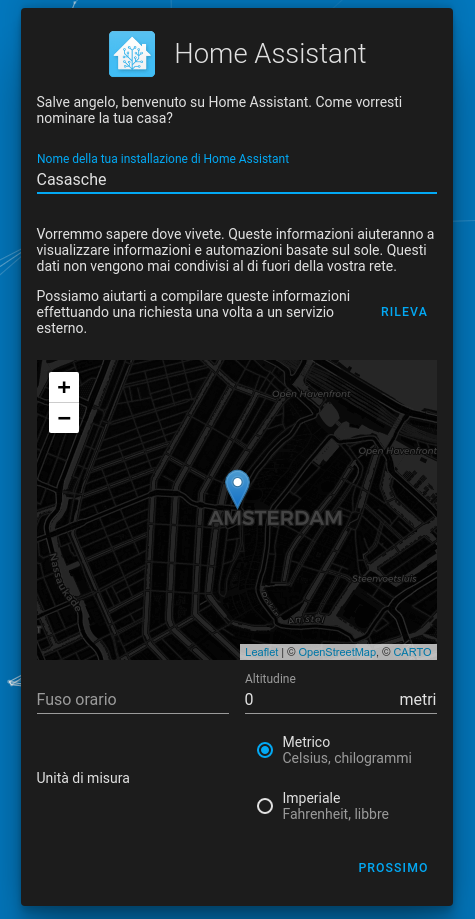 Home Assistant
Salve angelo, benvenuto su Home Assistant. Come vorresti
nominare la tua casa?
Nome della tua installazione di Home Assistant
Casasche
Vorremmo sapere dove vivete. Queste informazioni aiuteranno a
visualizzare informazioni e automazioni basate sul sole. Questi
dati non vengono mai condivisi al di fuori della vostra rete.
Possiamo aiutarti a compilare queste informazioni
effettuando una richiesta una volta a un servizio
esterno.
RILEVA
+
−
Open Havenfront
Open Havenfront
AMSTERDAM
Steenvoetsluis
Nassaukade
Amstel
Leaflet | © OpenStreetMap, © CARTO
Fuso orario
Altitudine
0 metri
Unità di misura
Metrico
Celsius, chilogrammi
Imperiale
Fahrenheit, libbre
PROSSIMO